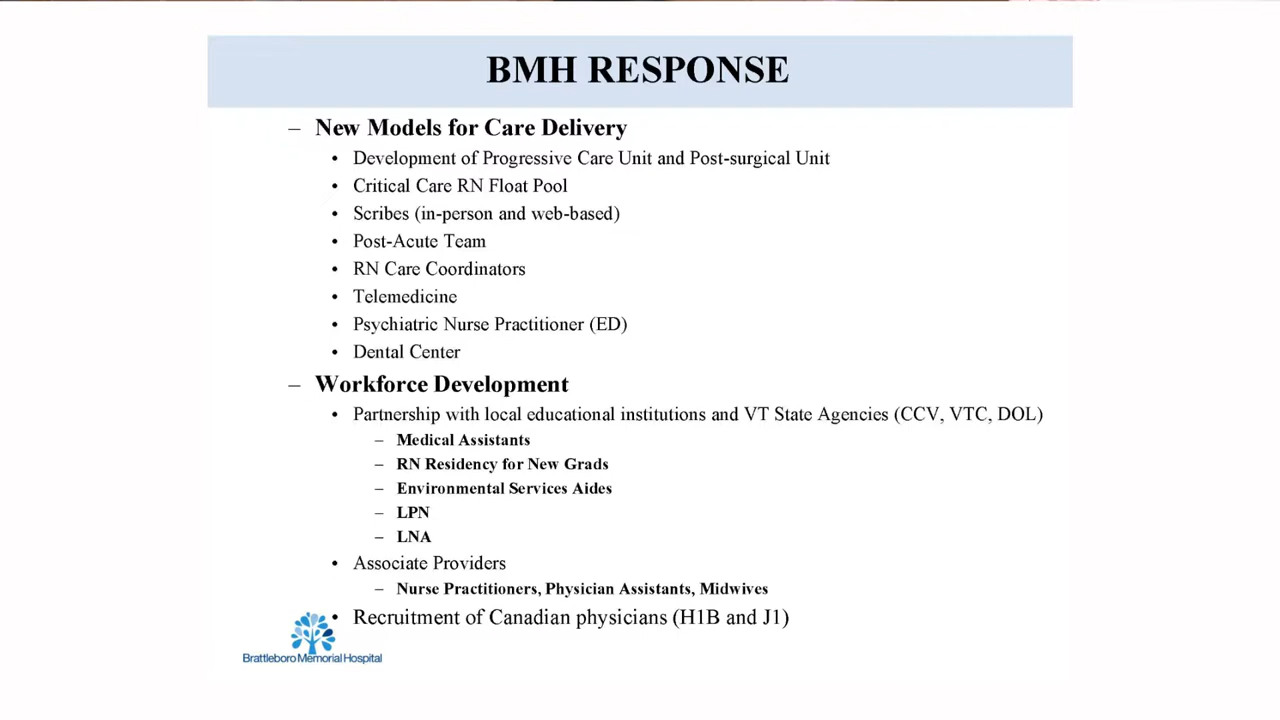 BMH RESPONSE
– New Models for Care Delivery
• Development of Progressive Care Unit and Post-surgical Unit
• Critical Care RN Float Pool
• Scribes (in-person and web-based)
• Post-Acute Team
• RN Care Coordinators
• Telemedicine
• Psychiatric Nurse Practitioner (ED)
• Dental Center
– Workforce Development
• Partnership with local educational institutions and VT State Agencies (CCV, VTC, DOL)
– Medical Assistants
– RN Residency for New Grads
– Environmental Services Aides
– LPN
– LNA
• Associate Providers
– Nurse Practitioners, Physician Assistants, Midwives
• Recruitment of Canadian physicians (H1B and J1)
Brattleboro Memorial Hospital